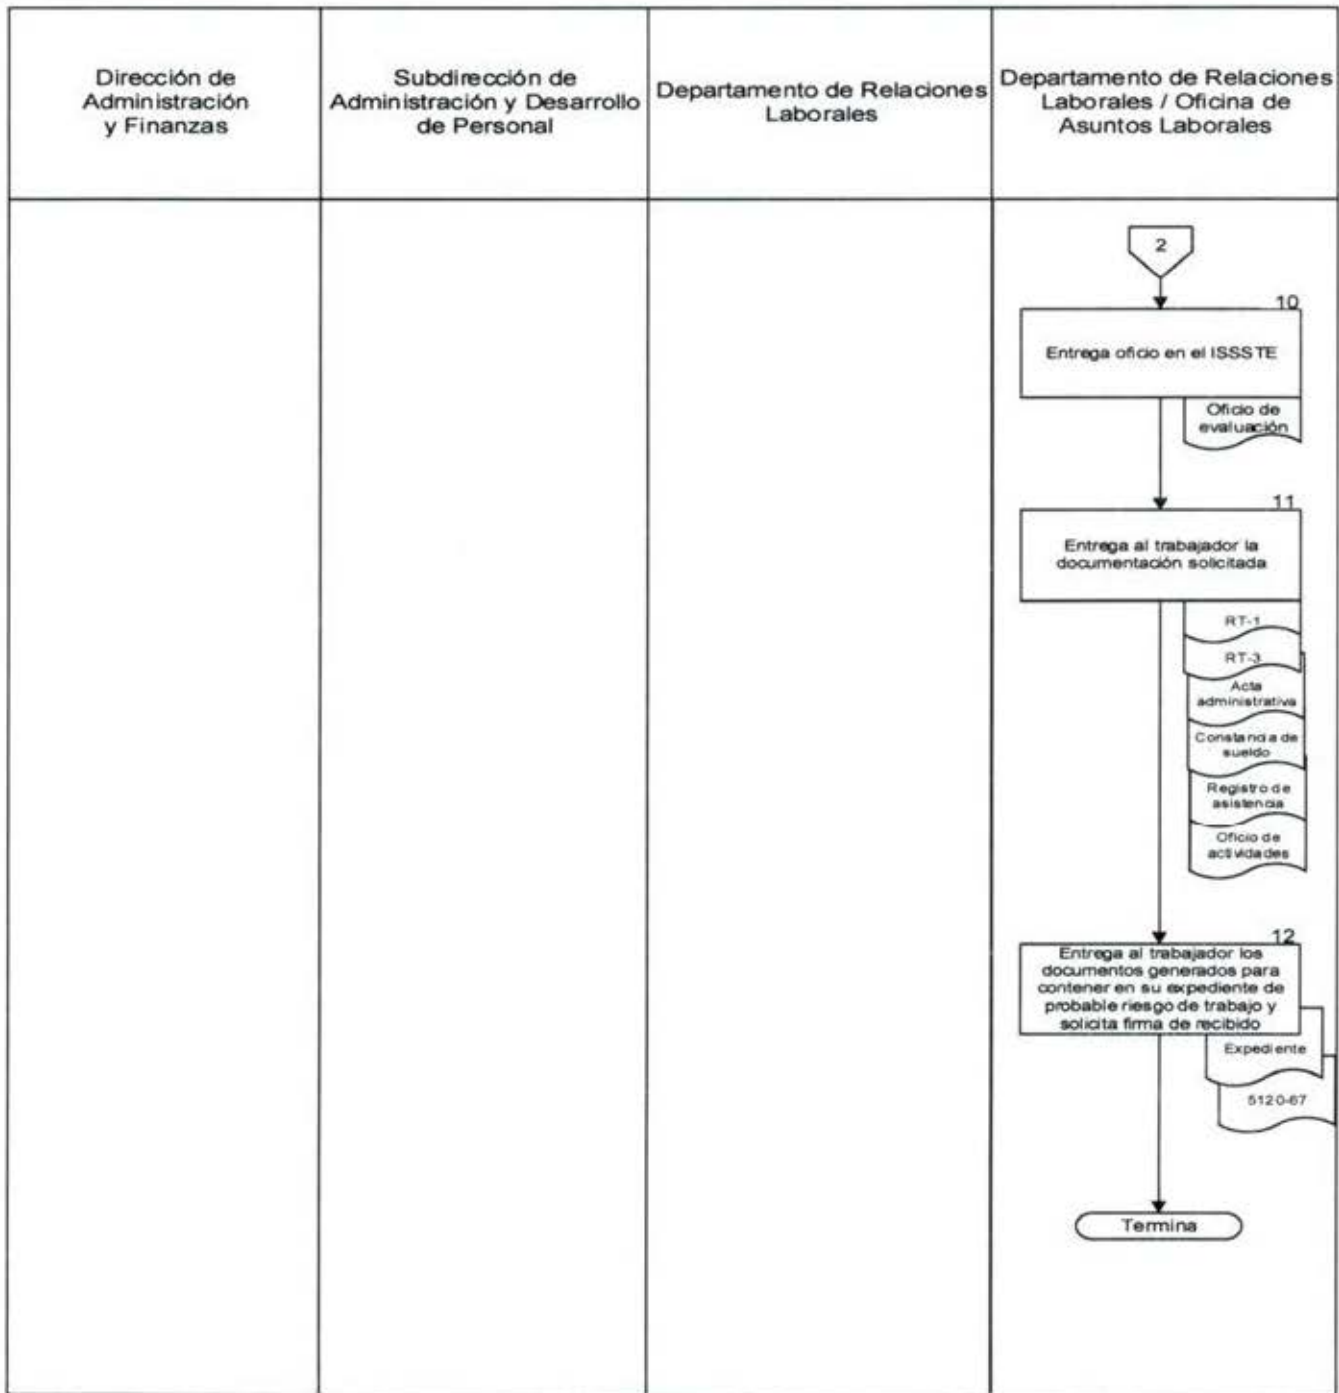 Dirección de
Administración
y Finanzas
Subdirección de
Administración y Desarrollo
de Personal
Departamento de Relaciones
Laborales
Departamento de Relaciones
Laborales / Oficina de
Asuntos Laborales
2
10
Entrega oficio en el ISSSTE
Oficio de
evaluación
11
Entrega al trabajador la
documentación solicitada
RT-1
RT-3
Acta
administrativa
Constancia de
sueldo
Registro de
asistencia
Oficio de
actividades
12
Entrega al trabajador los
documentos generados para
contener en su expediente de
probable riesgo de trabajo y
solicita firma de recibido
Expediente
5120-67
Termina